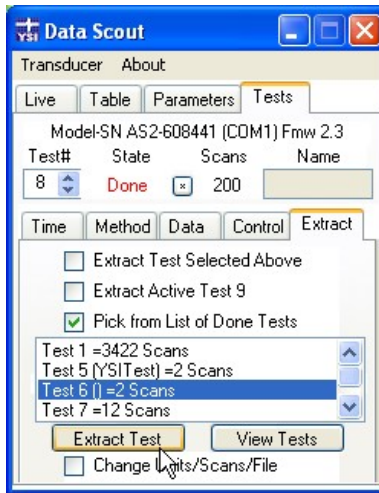 YSI Data Scout
Transducer About
Live Table Parameters Tests
Model-SN AS2-608441 (COM1) Fmw 2.3
Test# State Scans Name
8 Done × 200
Time Method Data Control Extract
Extract Test Selected Above
Extract Active Test 9
Pick from List of Done Tests
Test 1 =3422 Scans
Test 5 (YSITest) =2 Scans
Test 6 () =2 Scans
Test 7 =12 Scans
Extract Test View Tests
Change Units/Scans/File